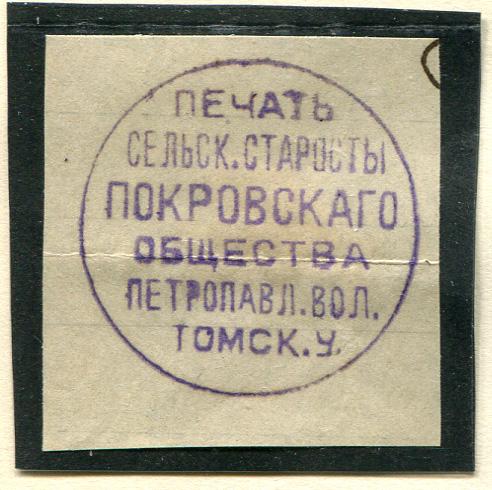 ПЕЧАТЬ
СЕЛЬСК. СТАРОСТЫ
ПОКРОВСКАГО
ОБЩЕСТВА
ПЕТРОПАВЛ. ВОЛ.
ТОМСК. У.